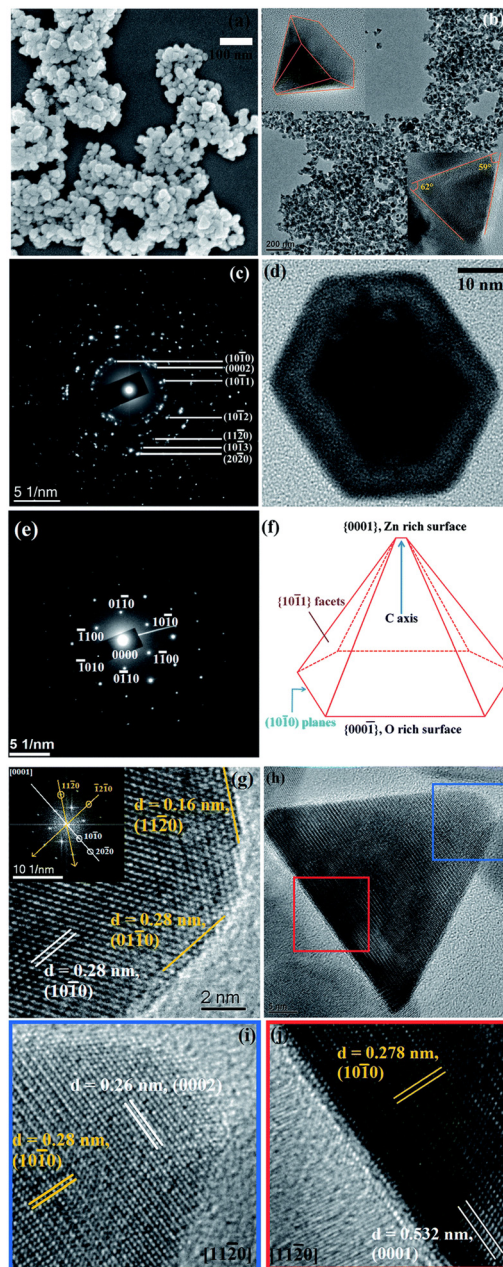 (a)
100 nm
(b)
59°
62°
200 nm
(c)
(101̄0)
(0002)
(101̄1)
(101̄2)
(112̄0)
(101̄3)
(202̄0)
5 1/nm
(d)
10 nm
(e)
011̄0
101̄0
1̄100
0000
1̄010
11̄00
01̄10
5 1/nm
(f)
{0001}, Zn rich surface
{101̄1} facets
C axis
(101̄0) planes
{0001̄}, O rich surface
(g)
[0001]
112̄0
1̄21̄0
101̄0
202̄0
10 1/nm
d = 0.16 nm,
(112̄0)
d = 0.28 nm,
(011̄0)
d = 0.28 nm,
(101̄0)
2 nm
(h)
(i)
d = 0.26 nm, (0002)
d = 0.28 nm,
(101̄0)
[112̄0]
(j)
d = 0.278 nm,
(101̄0)
d = 0.532 nm,
(0001)
[112̄0]